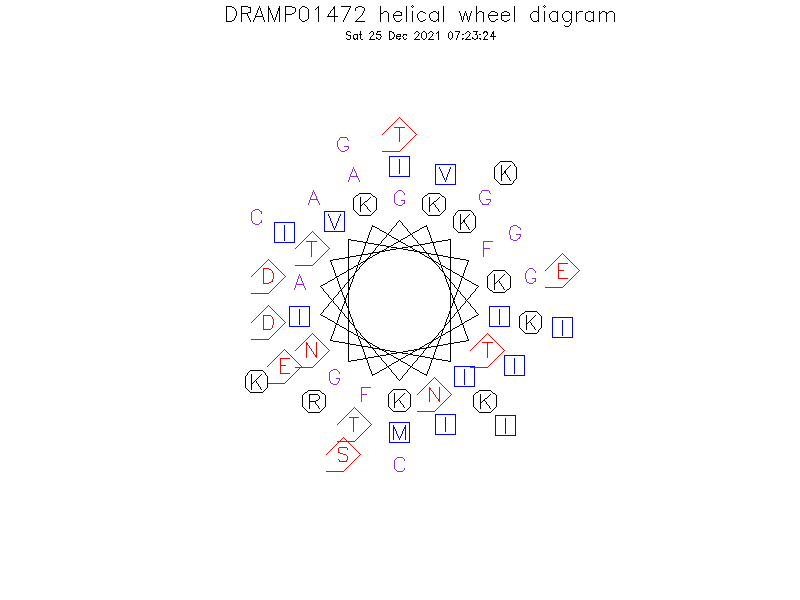 DRAMP01472 helical wheel diagram
Sat 25 Dec 2021 07:23:24
T
G
I
A V K
A K G K G
C V K
I G
T F
D A K G E
D I I K I
N T
E I
K G I
R F K N K
T M I I
S
C